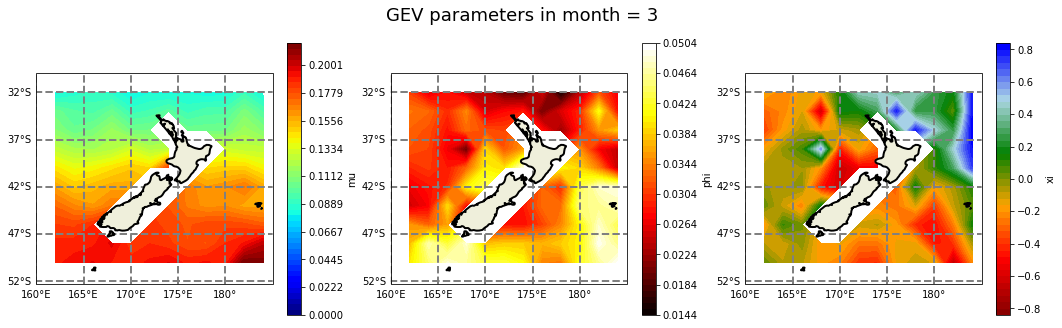 GEV parameters in month = 3
32°S
37°S
42°S
47°S
52°S
160°E 165°E 170°E 175°E 180°
0.2001
0.1779
0.1556
0.1334
0.1112
0.0889
0.0667
0.0445
0.0222
0.0000
mu
32°S
37°S
42°S
47°S
52°S
160°E 165°E 170°E 175°E 180°
0.0504
0.0464
0.0424
0.0384
0.0344
0.0304
0.0264
0.0224
0.0184
0.0144
phi
32°S
37°S
42°S
47°S
52°S
160°E 165°E 170°E 175°E 180°
0.8
0.6
0.4
0.2
0.0
−0.2
−0.4
−0.6
−0.8
xi